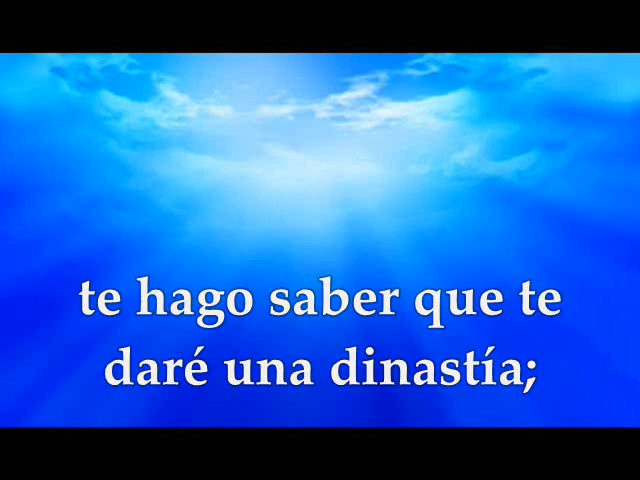 te hago saber que te
daré una dinastía;